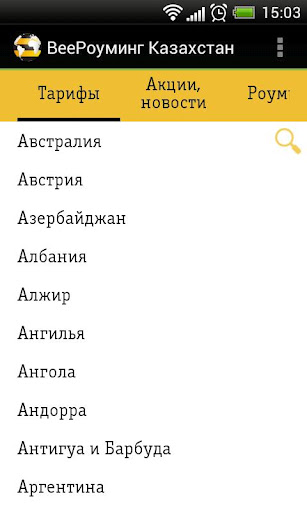 15:03
BeeРоуминг Казахстан
Тарифы
Акции,
новости
Роум
Австралия
Австрия
Азербайджан
Албания
Алжир
Ангилья
Ангола
Андорра
Антигуа и Барбуда
Аргентина